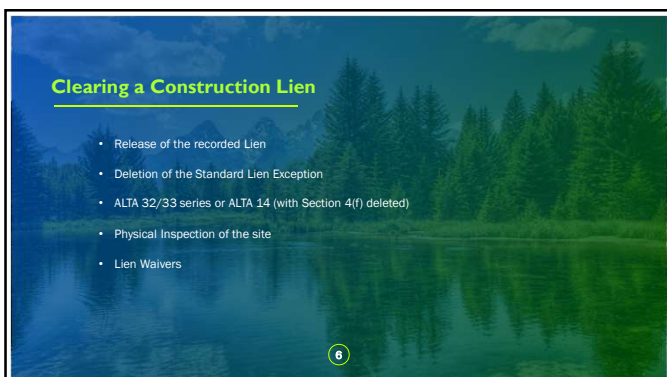 Clearing a Construction Lien
• Release of the recorded Lien
• Deletion of the Standard Lien Exception
• ALTA 32/33 series or ALTA 14 (with Section 4(f) deleted)
• Physical Inspection of the site
• Lien Waivers
6